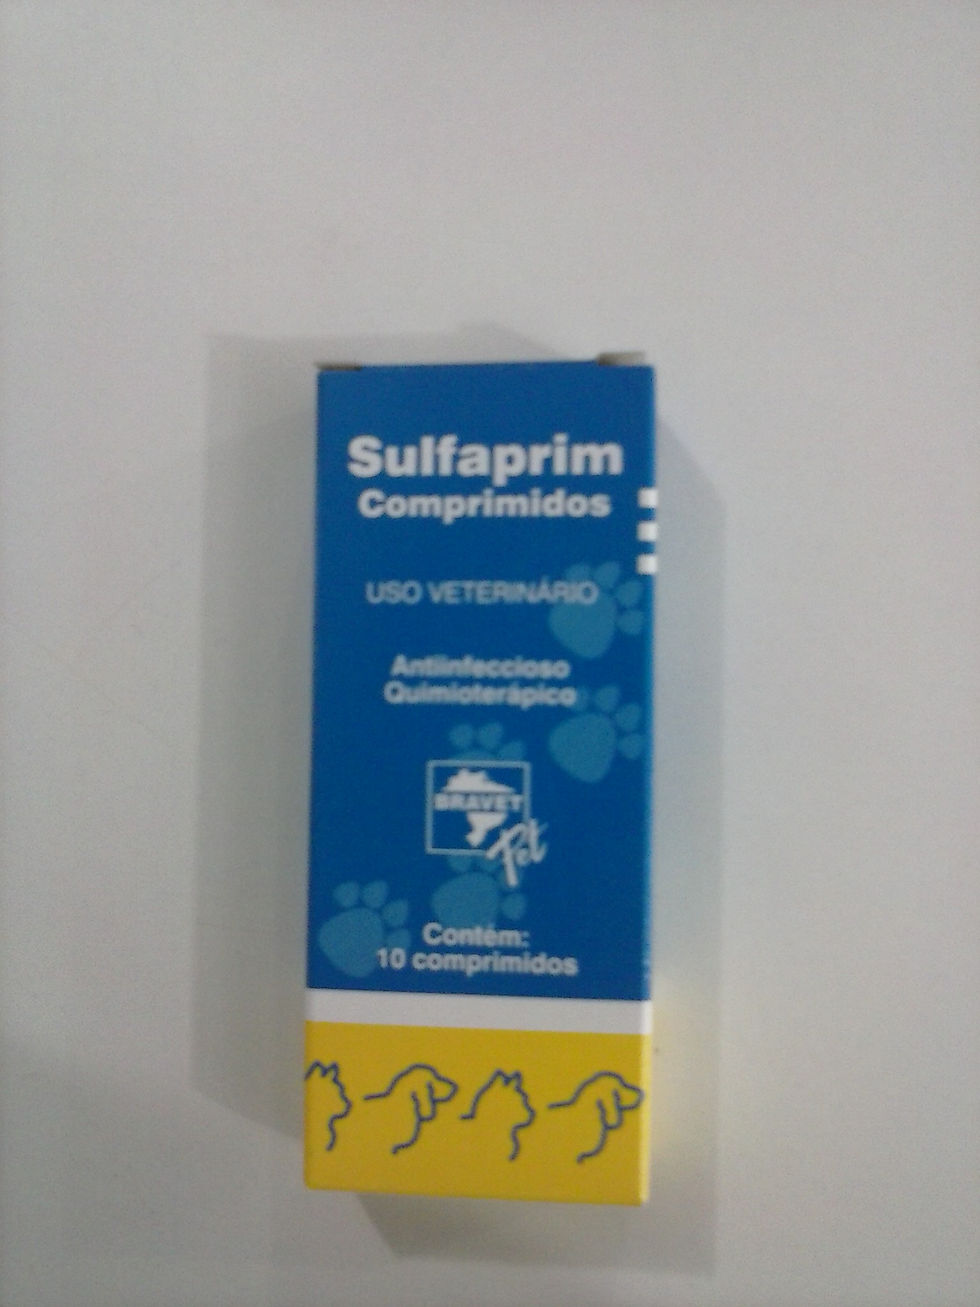 Sulfaprim
Comprimidos
USO VETERINÁRIO
Antiinfeccioso
Quimioterápico
BRAVET
Pet
Contém:
10 comprimidos